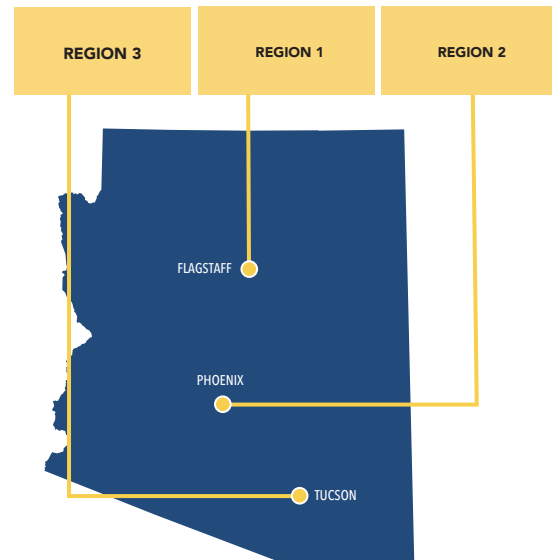 REGION 3
REGION 1
REGION 2
FLAGSTAFF
PHOENIX
TUCSON